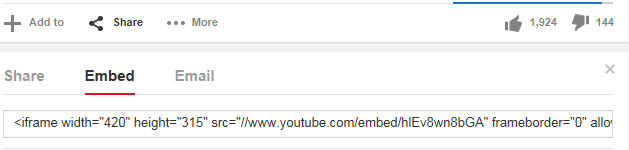 Add to Share More 1,924 144
Share Embed Email
<iframe width="420" height="315" src="//www.youtube.com/embed/hlEv8wn8bGA" frameborder="0" allow